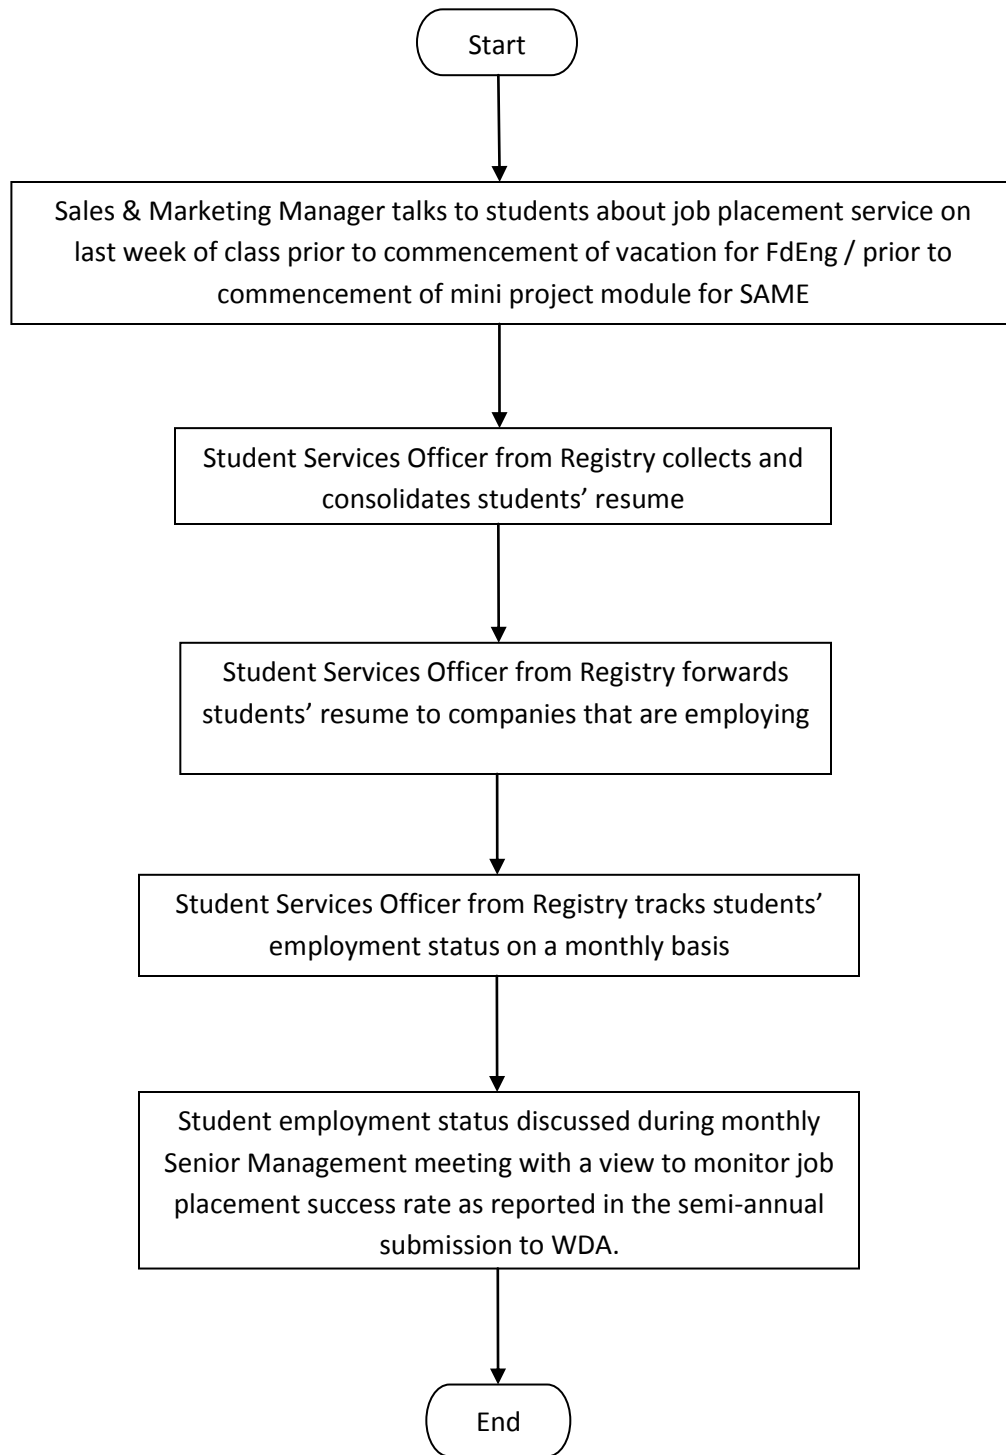 Start
Sales & Marketing Manager talks to students about job placement service on
last week of class prior to commencement of vacation for FdEng / prior to
commencement of mini project module for SAME
Student Services Officer from Registry collects and
consolidates students’ resume
Student Services Officer from Registry forwards
students’ resume to companies that are employing
Student Services Officer from Registry tracks students’
employment status on a monthly basis
Student employment status discussed during monthly
Senior Management meeting with a view to monitor job
placement success rate as reported in the semi-annual
submission to WDA.
End